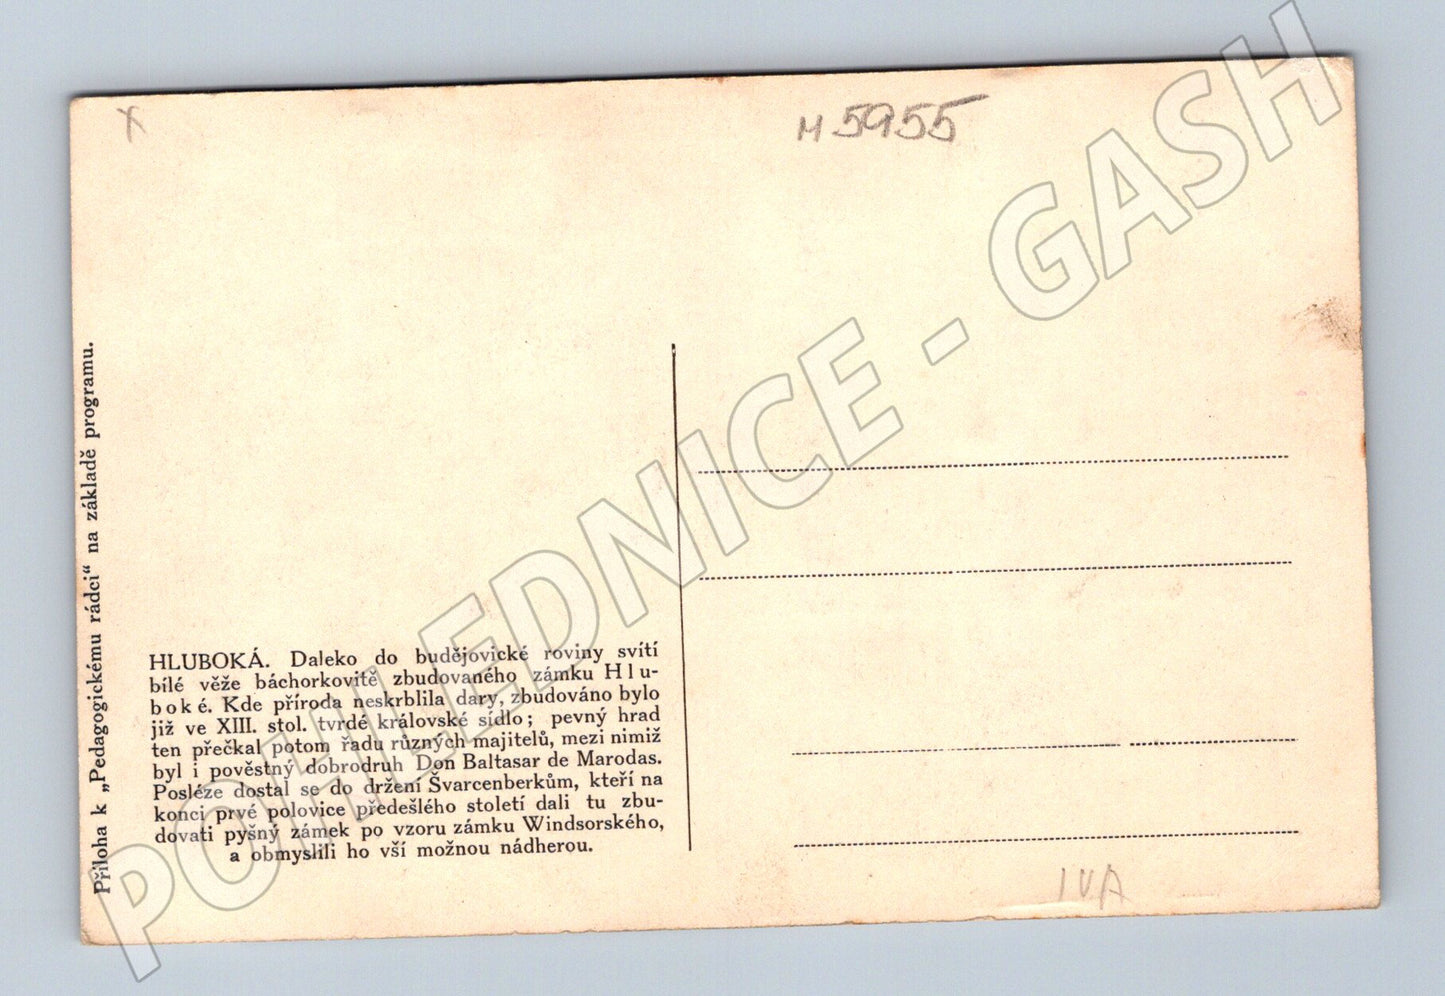 M 5955
Příloha k „Pedagogickému rádci“ na základě programu.
HLUBOKÁ. Daleko do budějovické roviny svítí
bílé věže báchorkovitě zbudovaného zámku Hlu-
boké. Kde příroda neskrblila dary, zbudováno bylo
již ve XIII. stol. tvrdé královské sídlo; pevný hrad
ten přečkal potom řadu různých majitelů, mezi nimiž
byl i pověstný dobrodruh Don Baltasar de Marodas.
Posléze dostal se do držení Švarcenberkům, kteří na
konci prvé polovice předešlého století dali tu zbu-
dovati pyšný zámek po vzoru zámku Windsorského,
a obmyslili ho vší možnou nádherou.
IVA
POHLEDNICE - GASH